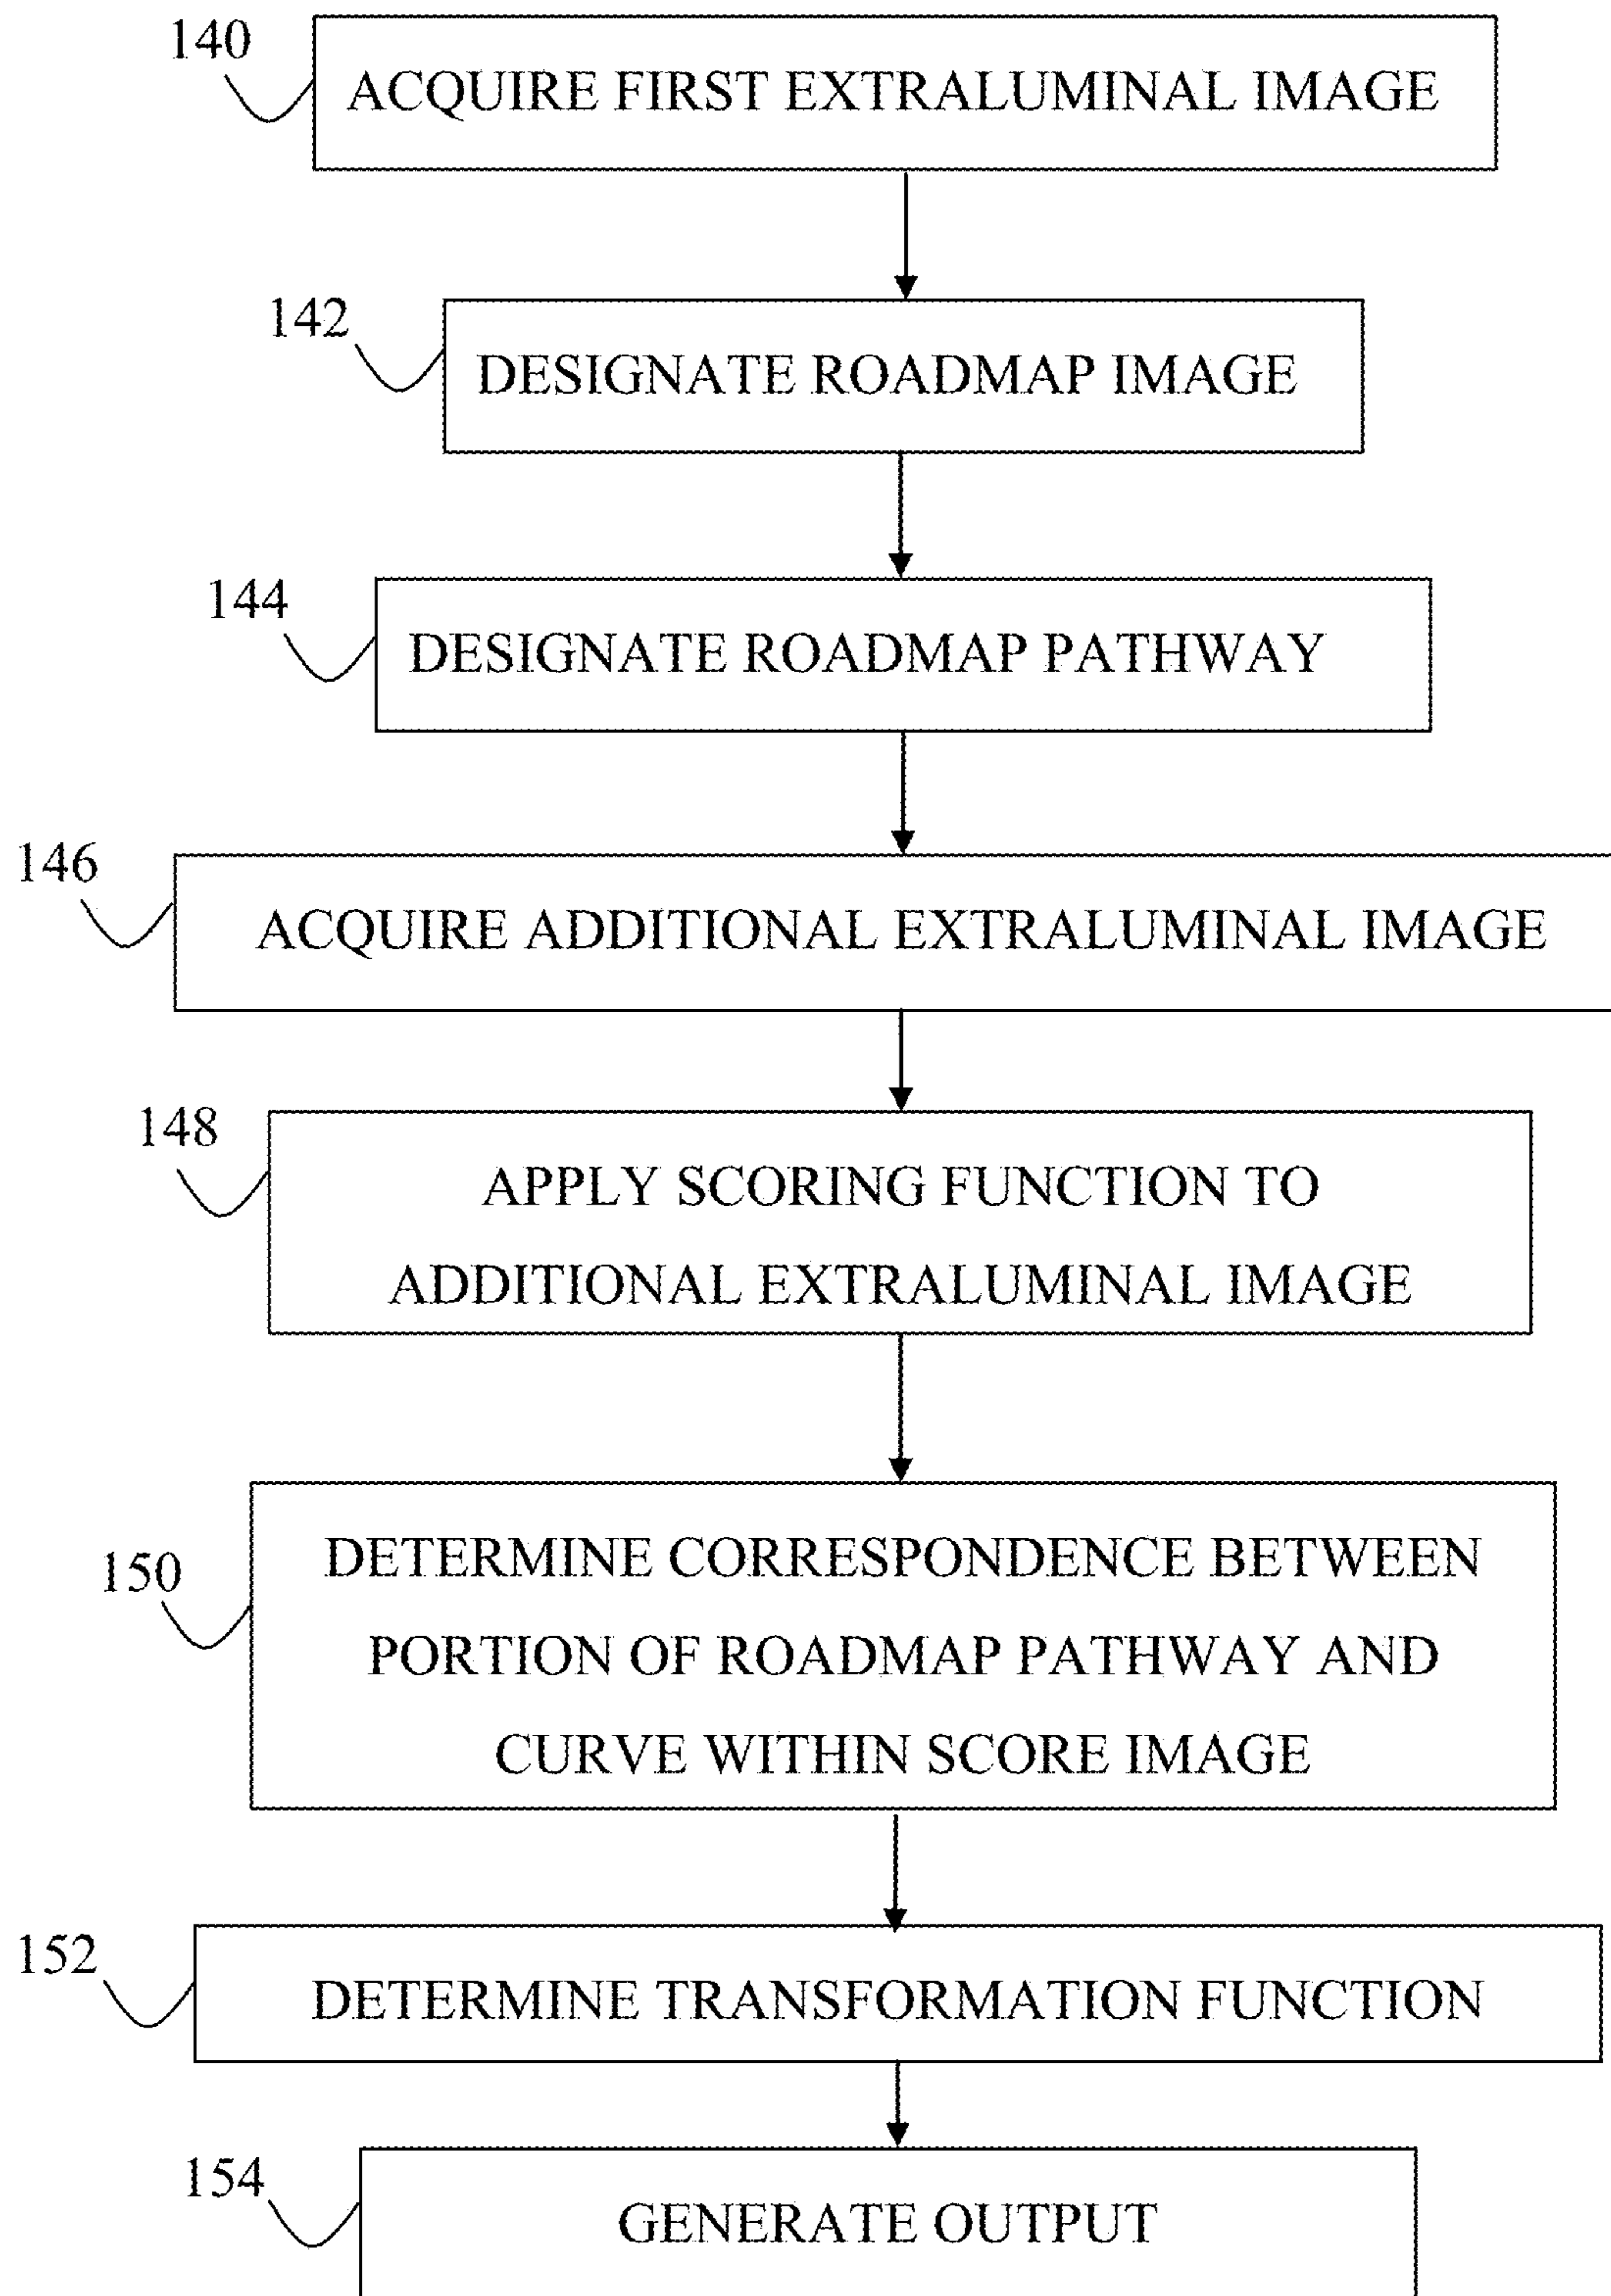 140
ACQUIRE FIRST EXTRALUMINAL IMAGE
142
DESIGNATE ROADMAP IMAGE
144
DESIGNATE ROADMAP PATHWAY
146
ACQUIRE ADDITIONAL EXTRALUMINAL IMAGE
148
APPLY SCORING FUNCTION TO
ADDITIONAL EXTRALUMINAL IMAGE
150
DETERMINE CORRESPONDENCE BETWEEN
PORTION OF ROADMAP PATHWAY AND
CURVE WITHIN SCORE IMAGE
152
DETERMINE TRANSFORMATION FUNCTION
154
GENERATE OUTPUT